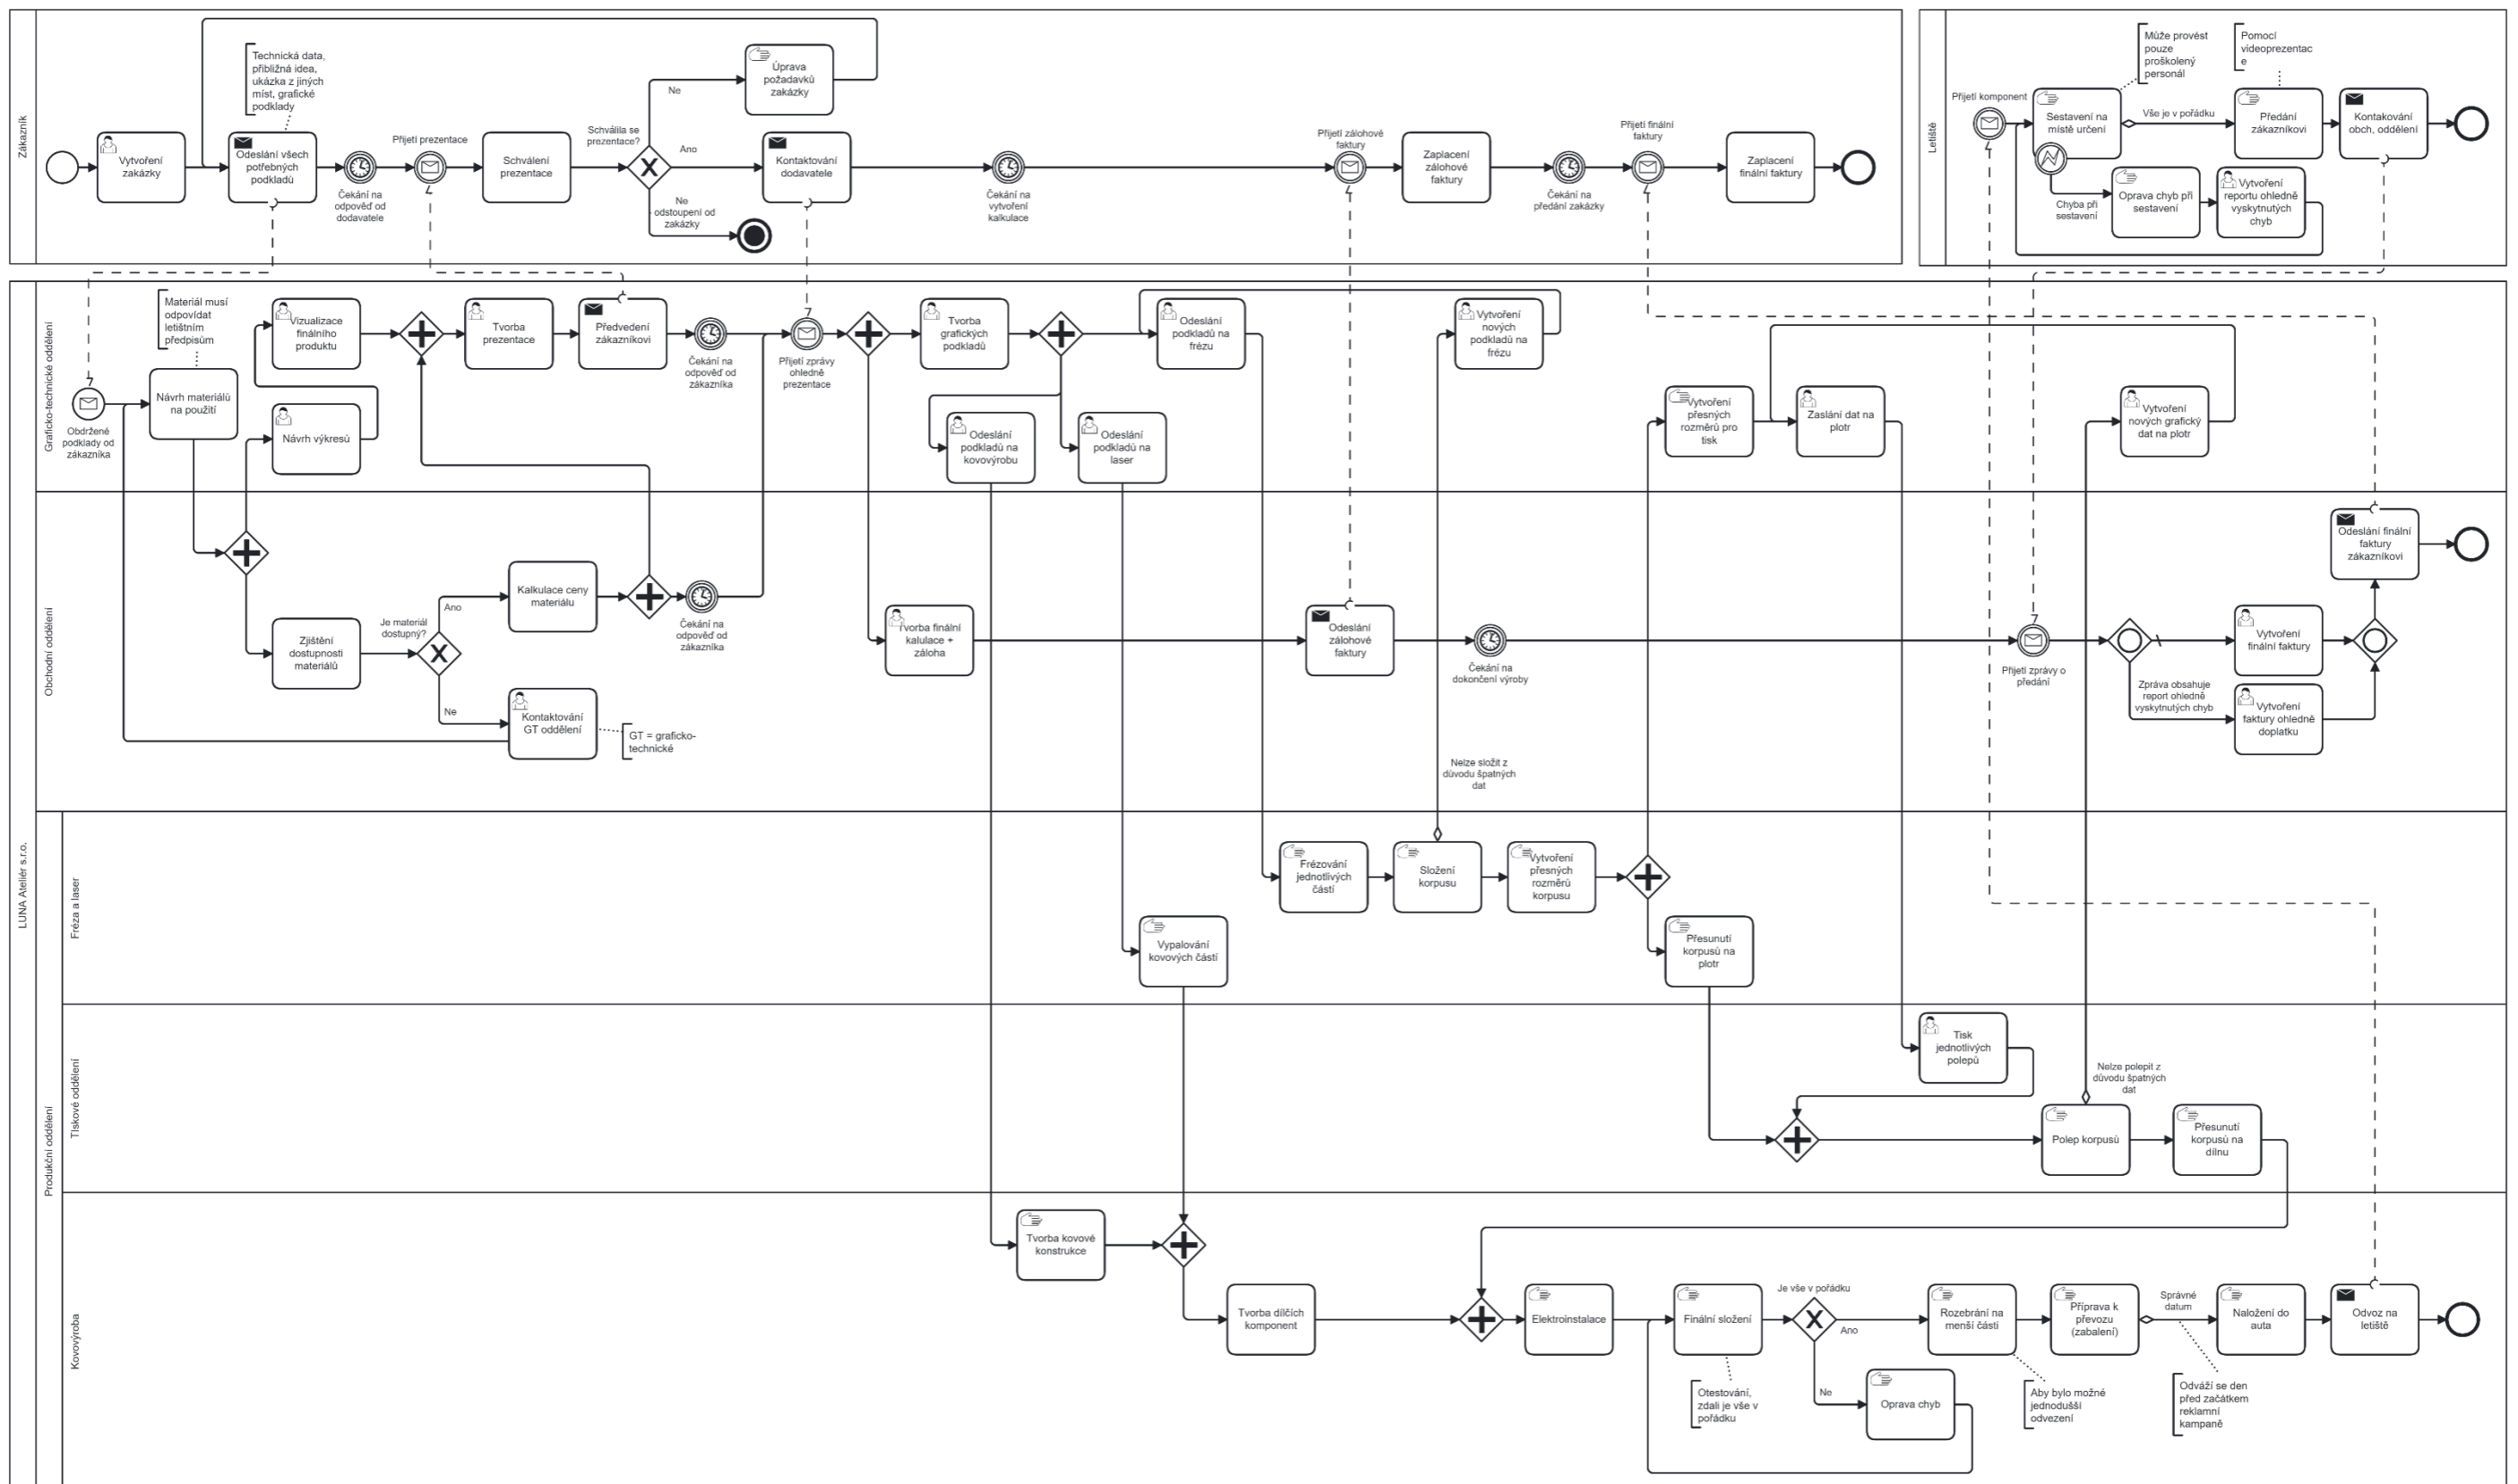 Zákazník
Vytvoření
zakázky
Technická data,
přibližná idea,
ukázka z jiných
míst, grafické
podklady
Odeslání všech
potřebných
podkladů
Čekání na
odpověď od
dodavatele
Přijetí prezentace
Schválení
prezentace
Schválila se
prezentace?
Ne
Úprava
požadavků
zakázky
Ano
Kontaktování
dodavatele
Ne
- odstoupení od
zakázky
Čekání na
vytvoření
kalkulace
Přijetí zálohové
faktury
Zaplacení
zálohové
faktury
Čekání na
předání zakázky
Přijetí finální
faktury
Zaplacení
finální faktury
Letiště
Přijetí komponent
Sestavení na
místě určení
Může provést
pouze
proškolený
personál
Vše je v pořádku
Pomocí
videoprezentac
e
Předání
zákazníkovi
Kontakování
obch, oddělení
Chyba při
sestavení
Oprava chyb při
sestavení
Vytvoření
reportu ohledně
vyskytnutých
chyb
LUNA Ateliér s.r.o.
Graficko-technické oddělení
Obdržené
podklady od
zákazníka
Materiál musí
odpovídat
letištním
předpisům
Návrh materiálů
na použití
Vizualizace
finálního
produktu
Návrh výkresů
Tvorba
prezentace
Předvedení
zákazníkovi
Čekání na
odpověď od
zákazníka
Přijetí zprávy
ohledně
prezentace
Tvorba
grafických
podkladů
Odeslání
podkladů na
kovovýrobu
Odeslání
podkladů na
laser
Odeslání
podkladů na
frézu
Vytvoření
nových
podkladů na
frézu
Vytvoření
přesných
rozměrů pro
tisk
Zaslání dat na
plotr
Vytvoření
nových grafický
dat na plotr
Obchodní oddělení
Zjištění
dostupnosti
materiálů
Je materiál
dostupný?
Ano
Kalkulace ceny
materiálu
Čekání na
odpověď od
zákazníka
Ne
Kontaktování
GT oddělení
GT = graficko-
technické
Tvorba finální
kalulace +
záloha
Odeslání
zálohové
faktury
Čekání na
dokončení výroby
Přijetí zprávy o
předání
Zpráva obsahuje
report ohledně
vyskytnutých chyb
Vytvoření
finální faktury
Vytvoření
faktury ohledně
doplatku
Odeslání finální
faktury
zákazníkovi
Nelze složit z
důvodu špatných
dat
Produkční oddělení
Fréza a laser
Frézování
jednotlivých
částí
Složení
korpusu
Vytvoření
přesných
rozměrů
korpusu
Vypalování
kovových částí
Přesunutí
korpusů na
plotr
Tiskové oddělení
Tisk
jednotlivých
polepů
Nelze polepit z
důvodu špatných
dat
Polep korpusů
Přesunutí
korpusů na
dílnu
Kovovýroba
Tvorba kovové
konstrukce
Tvorba dílčích
komponent
Elektroinstalace
Finální složení
Otestování,
zdali je vše v
pořádku
Je vše v pořádku
Ano
Ne
Oprava chyb
Rozebrání na
menší části
Aby bylo možné
jednodušší
odvezení
Příprava k
převozu
(zabalení)
Správné
datum
Odváží se den
před začátkem
reklamní
kampaně
Naložení do
auta
Odvoz na
letiště